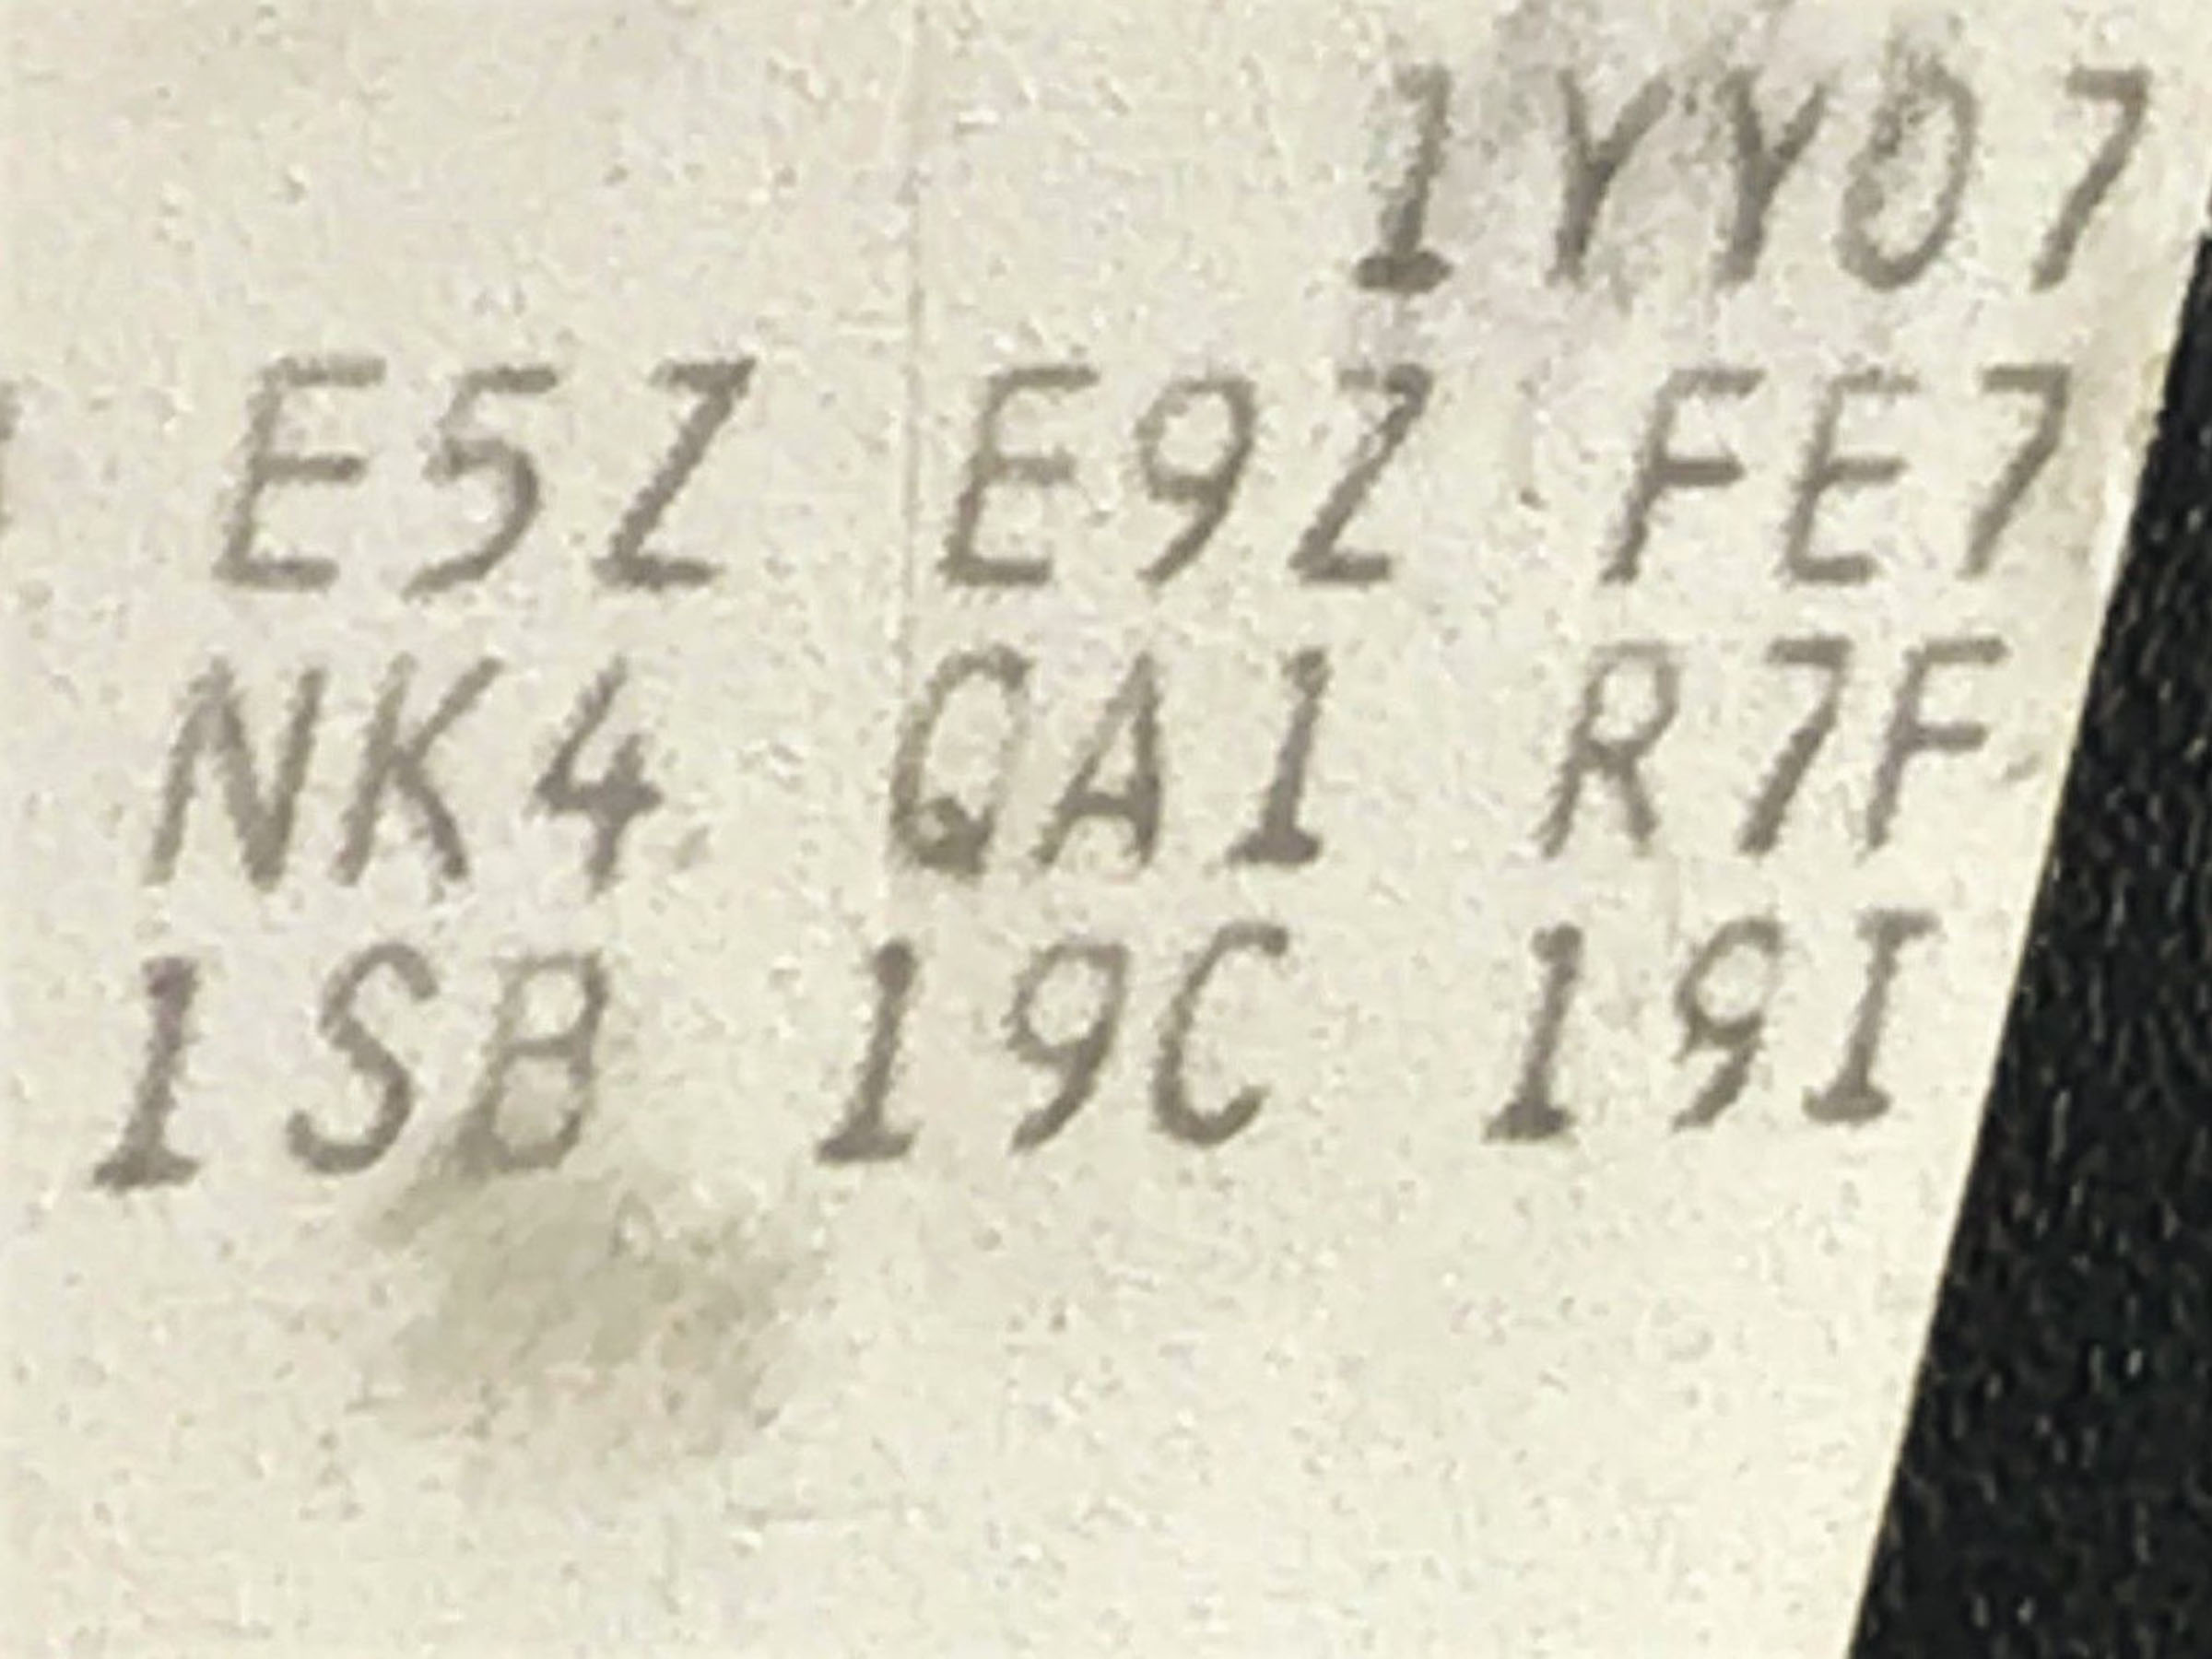 1YY07
E5Z E9Z FE7
NK4 QA1 R7F
1SB 19C 19I